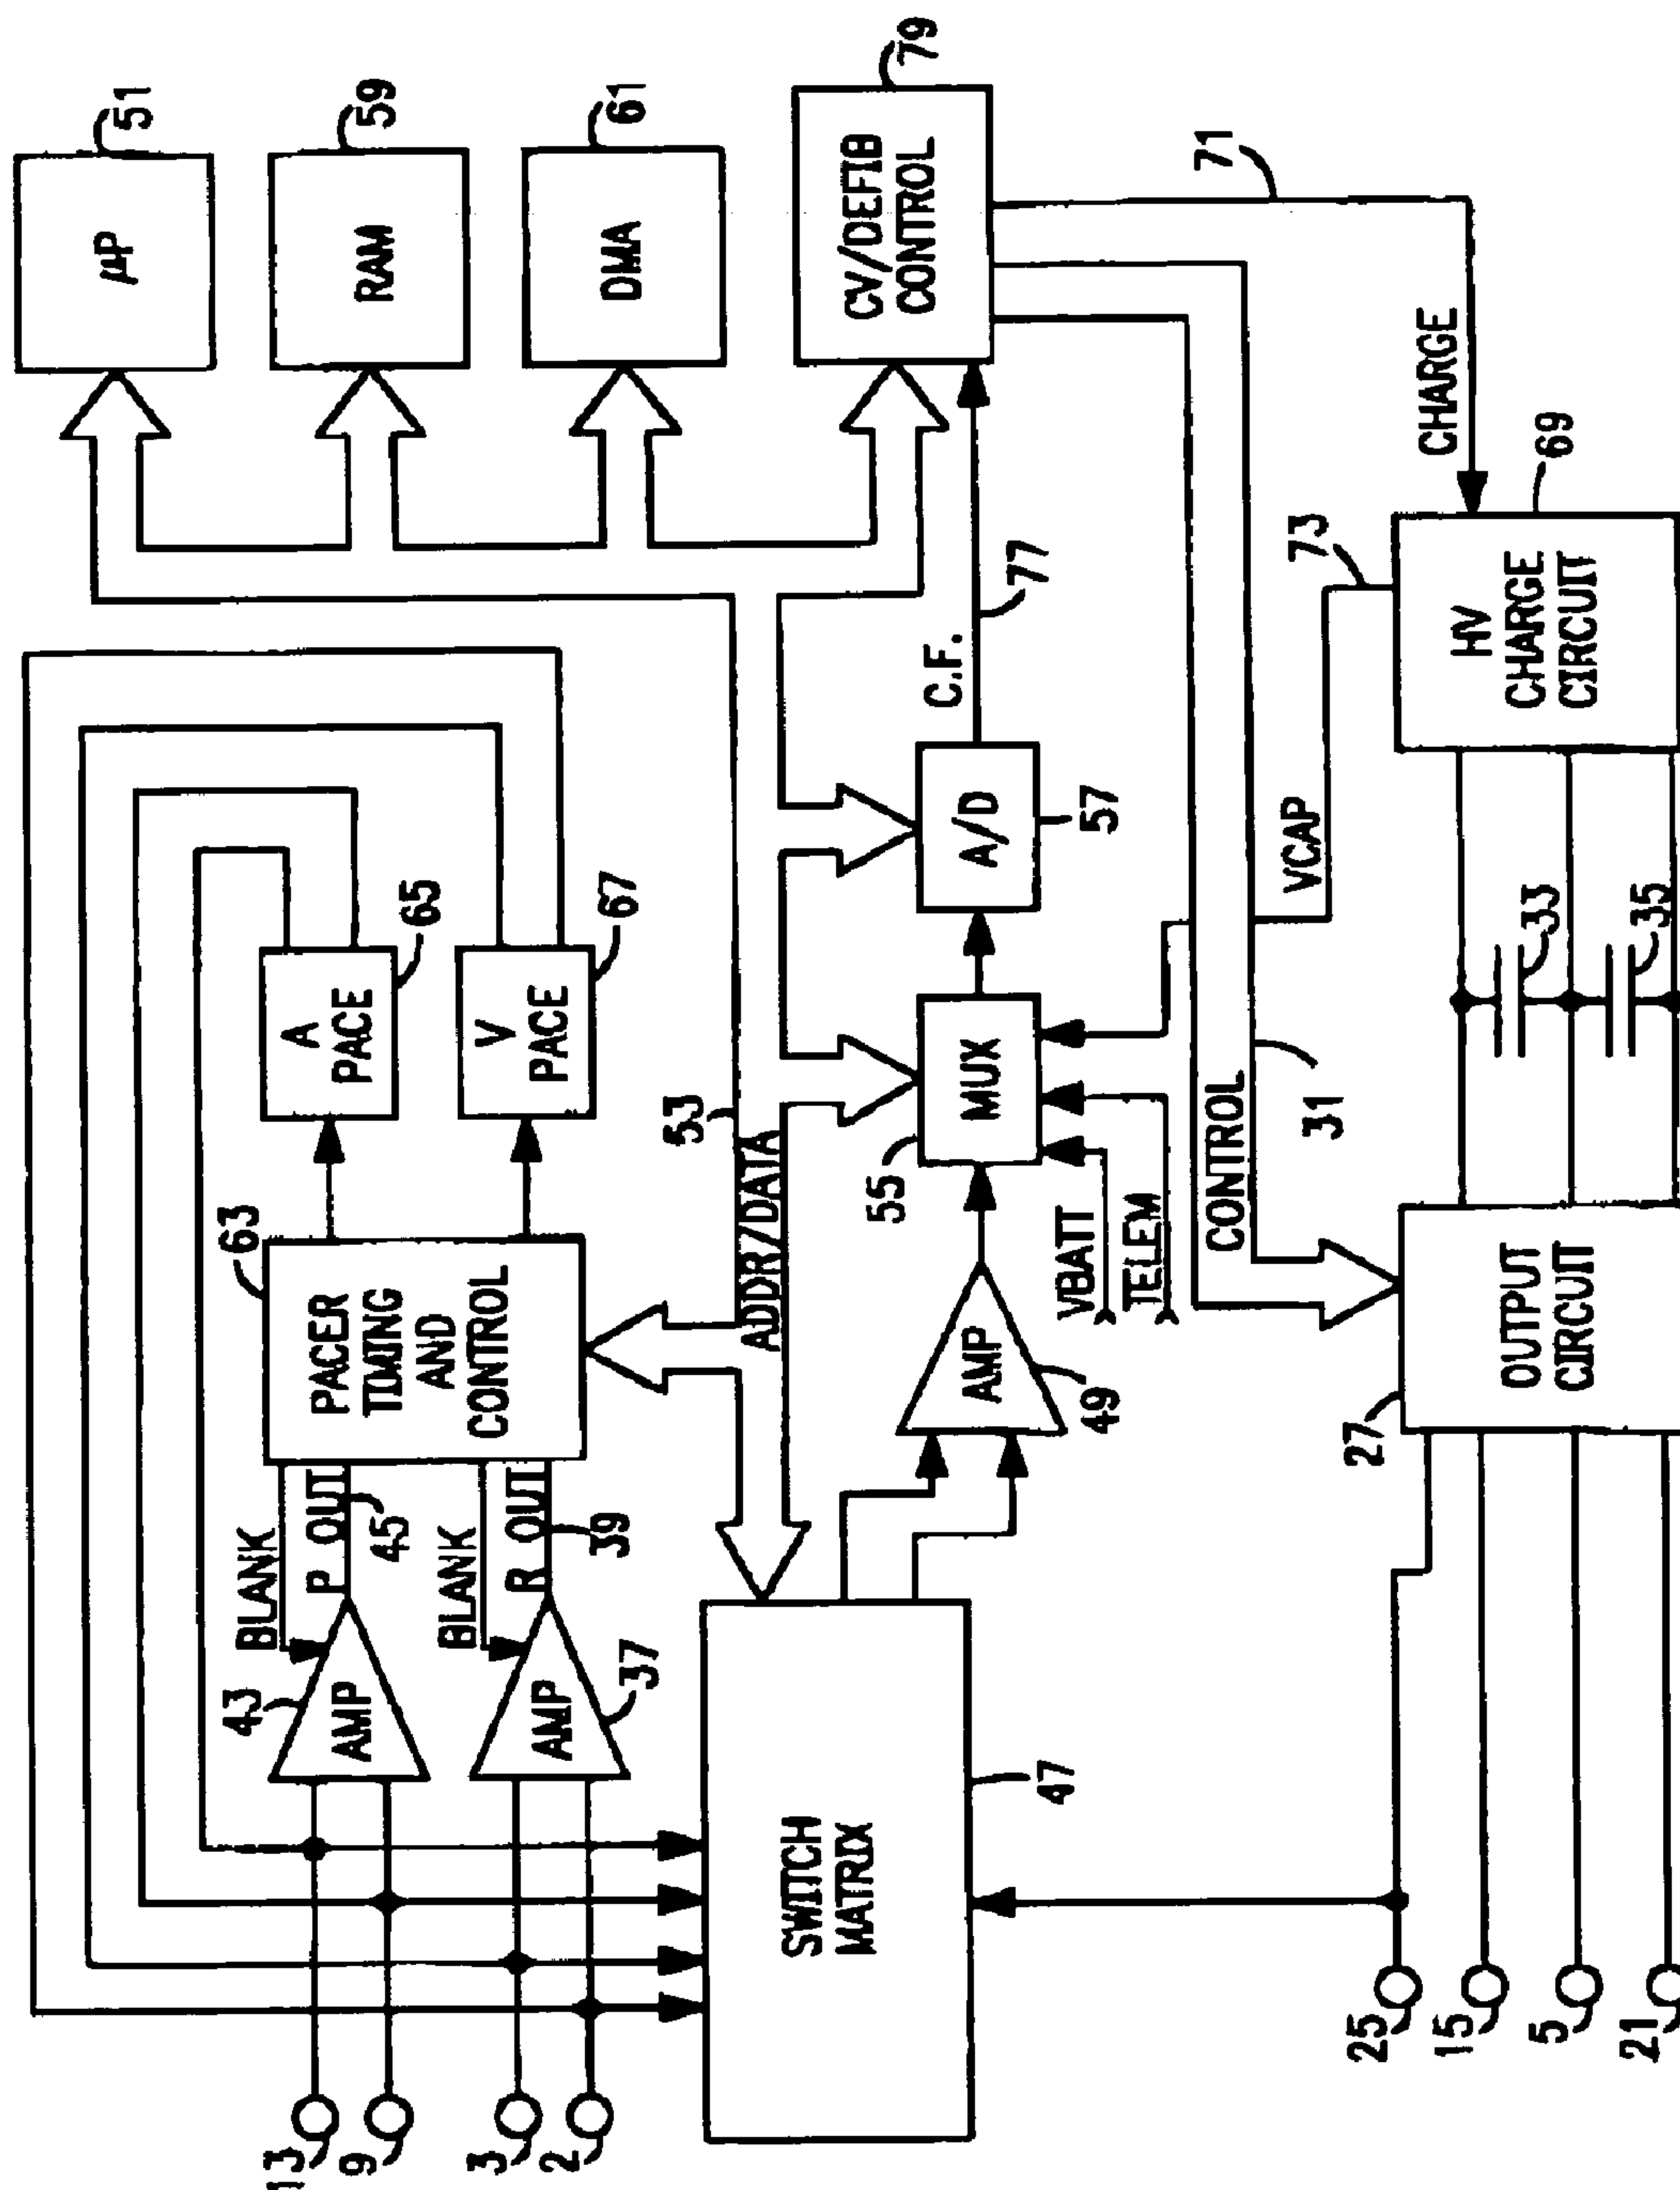 13
9
3
2
43
AMP
BLANK
P OUT
45
37
AMP
BLANK
R OUT
39
63
PACER
TIMING
AND
CONTROL
A
PACE
65
V
PACE
67
µP
51
RAM
59
DMA
61
CV/DEFIB
CONTROL
79
53
ADDR/DATA
SWITCH
MATRIX
47
AMP
49
55
MUX
A/D
57
C.F.
77
VBATT
TELEM
CONTROL
31
VCAP
73
CHARGE
71
27
OUTPUT
CIRCUIT
33
35
HV
CHARGE
CIRCUIT
69
25
15
5
21